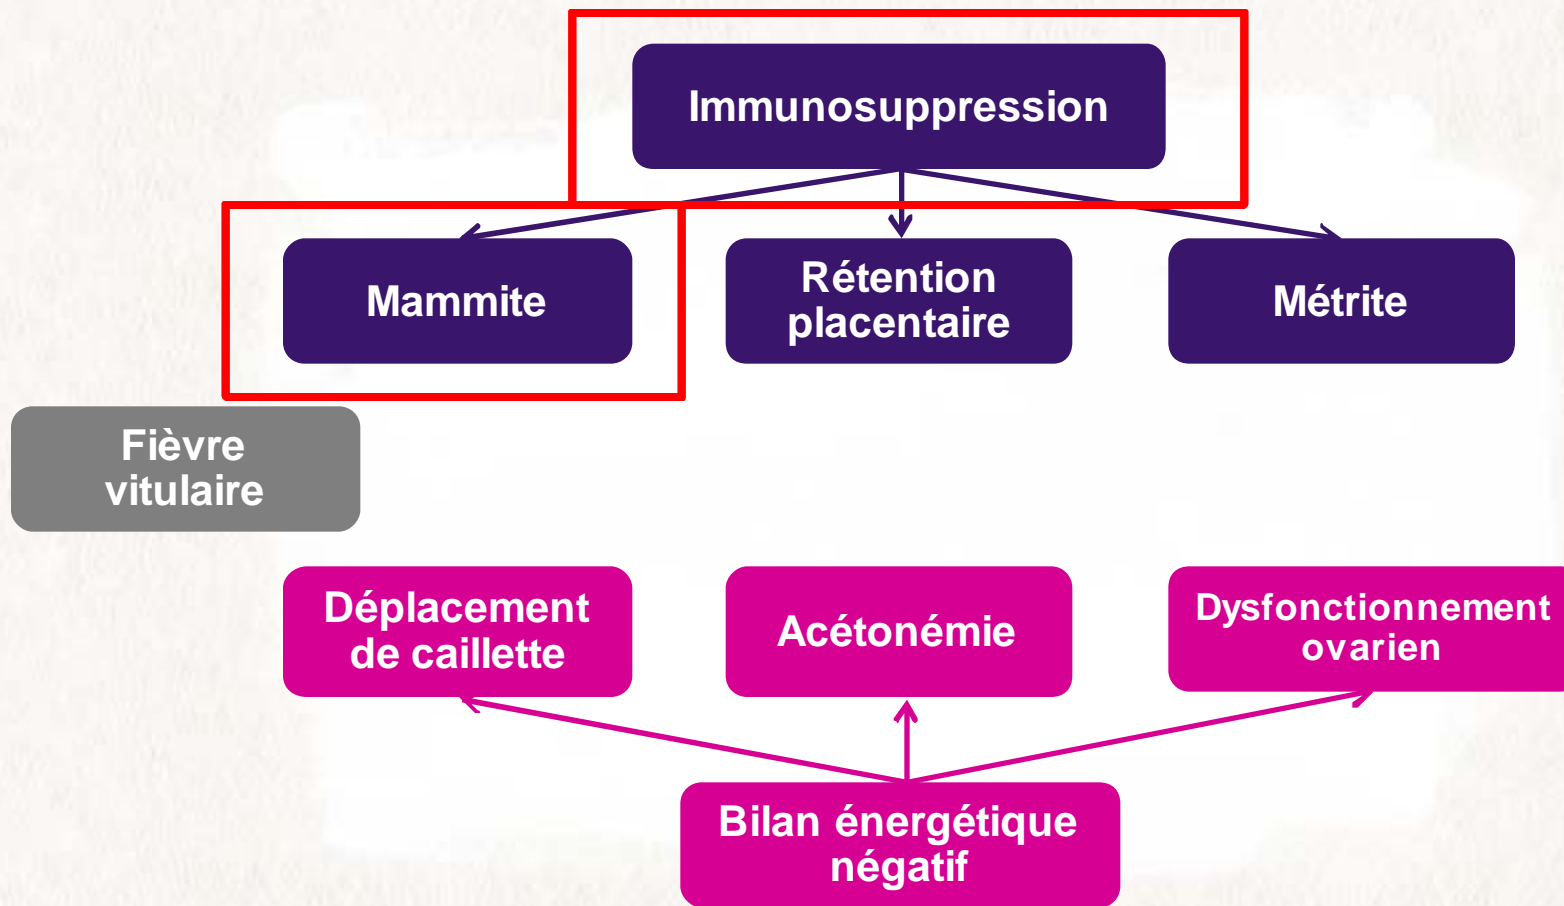 Immunosuppression
Mammite
Rétention
placentaire
Métrite
Fièvre
vitulaire
Déplacement
de caillette
Acétonémie
Dysfonctionnement
ovarien
Bilan énergétique
négatif